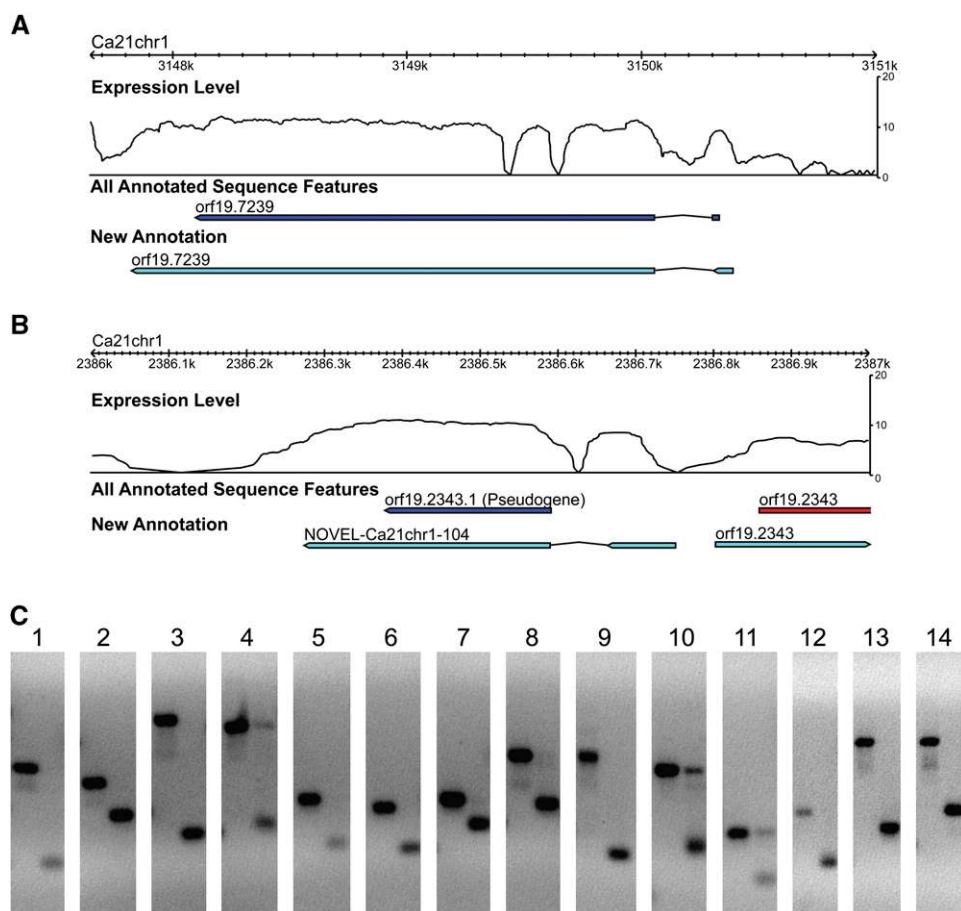 A
Ca21chr1
3148k 3149k 3150k 3151k
Expression Level
20
10
0
All Annotated Sequence Features
orf19.7239
New Annotation
orf19.7239
B
Ca21chr1
2386k 2386.1k 2386.2k 2386.3k 2386.4k 2386.5k 2386.6k 2386.7k 2386.8k 2386.9k 2387k
20
Expression Level
10
0
All Annotated Sequence Features
orf19.2343.1 (Pseudogene) orf19.2343
New Annotation
NOVEL-Ca21chr1-104 orf19.2343
C
1 2 3 4 5 6 7 8 9 10 11 12 13 14